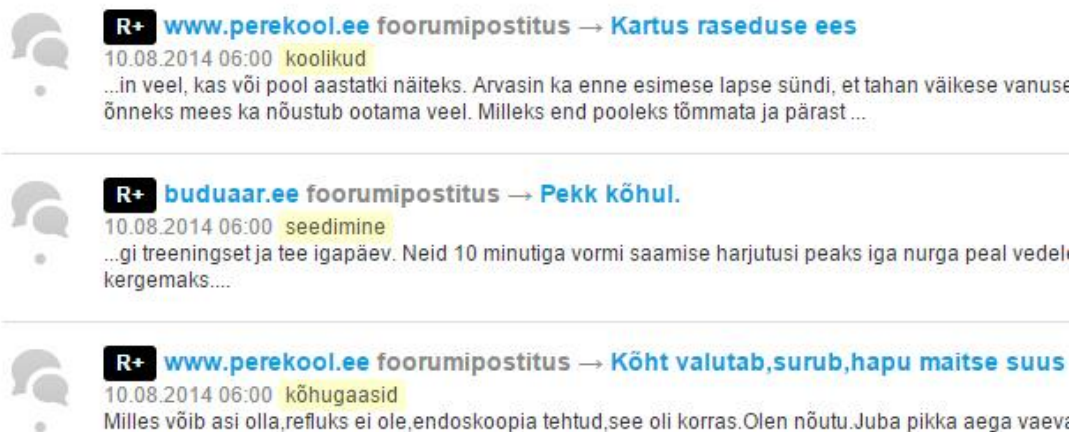 R+ www.perekool.ee foorumipostitus → Kartus raseduse ees
10.08.2014 06:00 koolikud
...in veel, kas või pool aastatki näiteks. Arvasin ka enne esimese lapse sündi, et tahan väikese vanuse
õnneks mees ka nõustub ootama veel. Milleks end pooleks tõmmata ja pärast ...
R+ buduaar.ee foorumipostitus → Pekk kõhul.
10.08.2014 06:00 seedimine
...gi treeningset ja tee igapäev. Neid 10 minutiga vormi saamise harjutusi peaks iga nurga peal vedele
kergemaks....
R+ www.perekool.ee foorumipostitus → Kõht valutab,surub,hapu maitse suus
10.08.2014 06:00 kõhugaasid
Milles võib asi olla,refluks ei ole,endoskoopia tehtud,see oli korras.Olen nõutu.Juba pikka aega vaeva